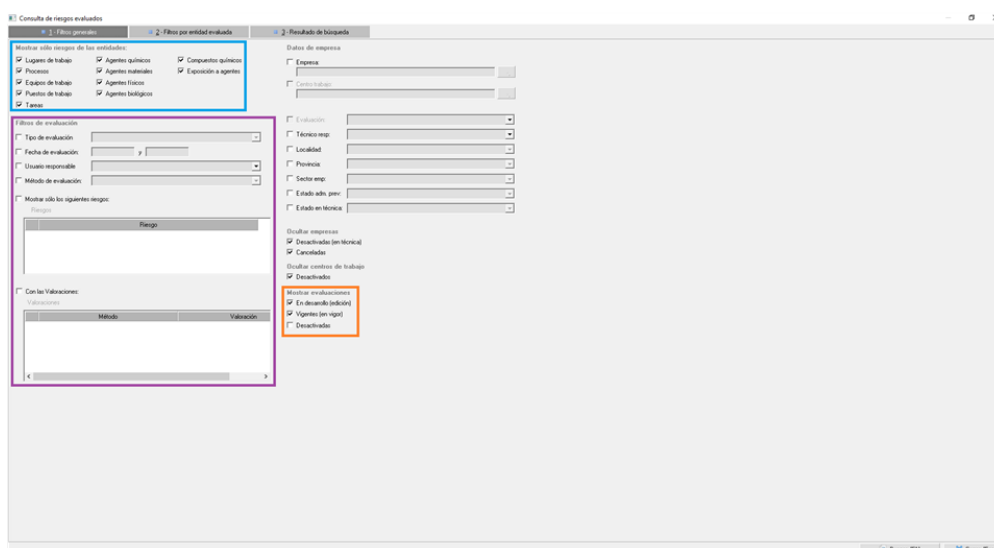 Consulta de riesgos evaluados
1 - Filtros generales
2 - Filtros por entidad evaluada
3 - Resultado de búsqueda
Mostrar sólo riesgos de las entidades:
Lugares de trabajo
Agentes químicos
Compuestos químicos
Procesos
Agentes materiales
Exposición a agentes
Equipos de trabajo
Agentes físicos
Puestos de trabajo
Agentes biológicos
Tareas
Filtros de evaluación
Tipo de evaluación
Fecha de evaluación:
y
Usuario responsable
Método de evaluación:
Mostrar sólo los siguientes riesgos:
Riesgos
Riesgo
Con las Valoraciones:
Valoraciones
Método
Valoración
Datos de empresa
Empresa:
Centro trabajo:
Evaluación:
Técnico resp:
Localidad
Provincia
Sector emp:
Estado adm. prev:
Estado en técnica:
Ocultar empresas
Desactivadas (en técnica)
Canceladas
Ocultar centros de trabajo
Desactivados
Mostrar evaluaciones
En desarrollo (edición)
Vigentes (en vigor)
Desactivadas